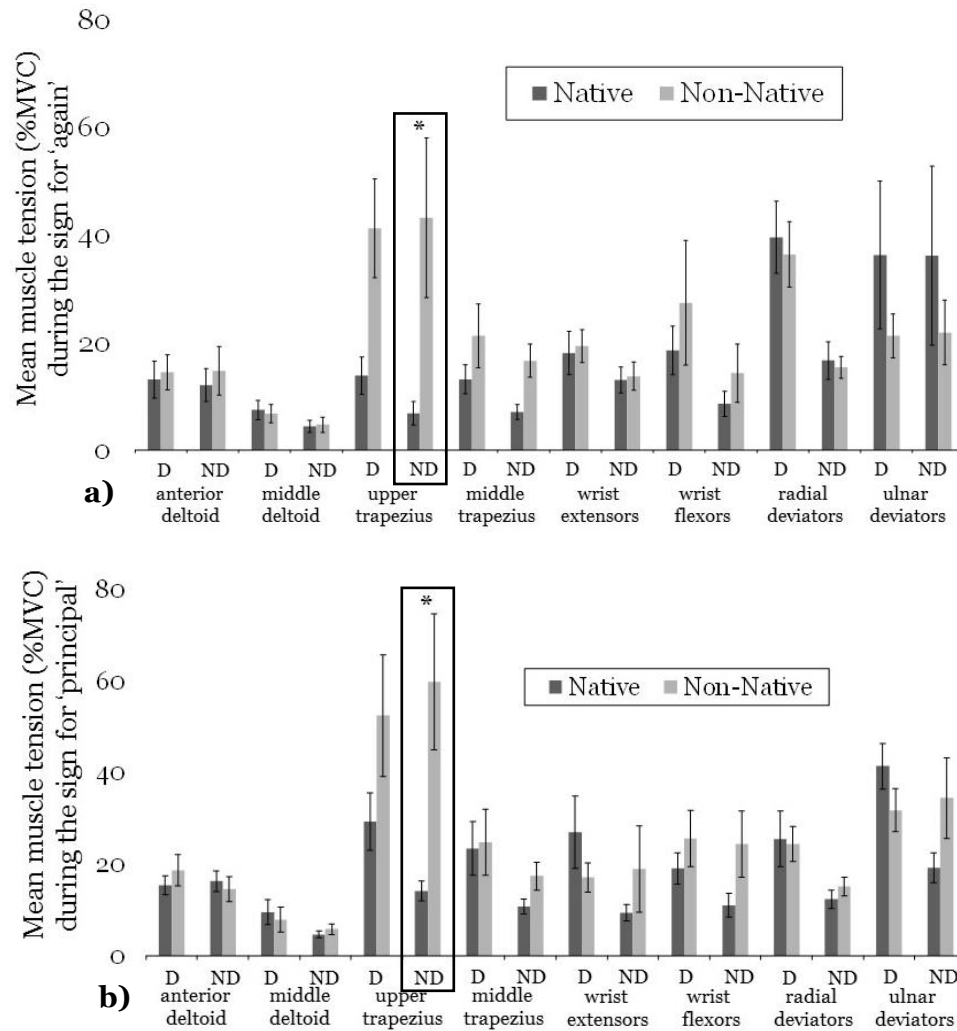 80
60
40
20
0
Mean muscle tension (%MVC)
during the sign for 'again'
Native Non-Native
*
D ND D ND D ND D ND D ND D ND D ND D ND
anterior deltoid middle deltoid upper trapezius middle trapezius wrist extensors wrist flexors radial deviators ulnar deviators
a)
80
60
40
20
0
Mean muscle tension (%MVC)
during the sign for 'principal'
Native Non-Native
*
D ND D ND D ND D ND D ND D ND D ND D ND
anterior deltoid middle deltoid upper trapezius middle trapezius wrist extensors wrist flexors radial deviators ulnar deviators
b)